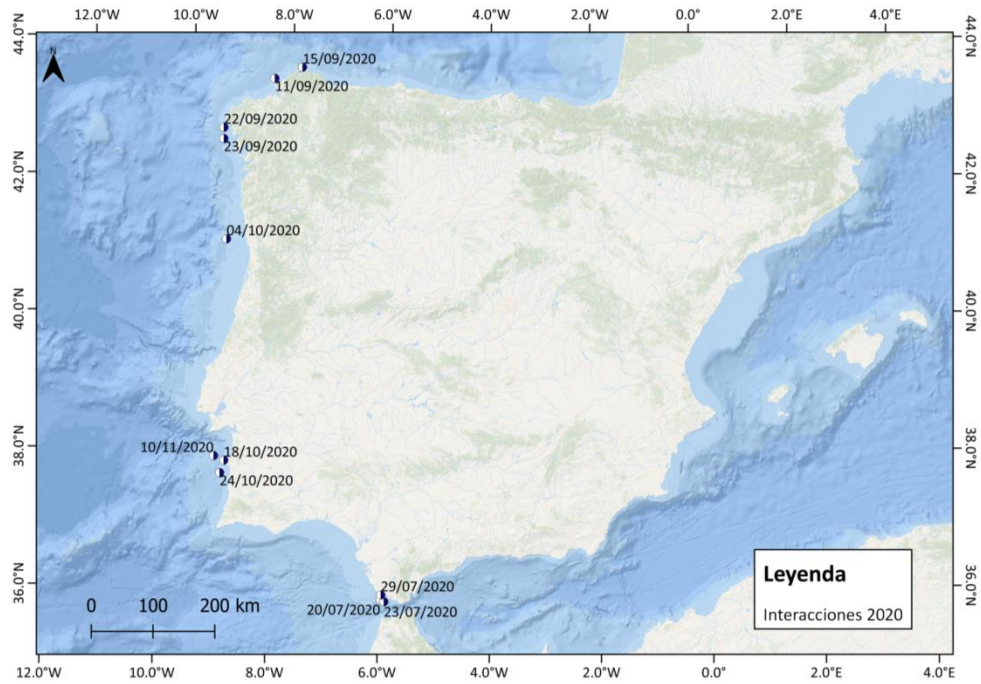 12.0°W 10.0°W 8.0°W 6.0°W 4.0°W 2.0°W 0.0° 2.0°E 4.0°E
44.0°N 44.0°N
N
15/09/2020
11/09/2020
22/09/2020
23/09/2020
42.0°N 42.0°N
04/10/2020
40.0°N 40.0°N
38.0°N 38.0°N
10/11/2020 18/10/2020
24/10/2020
36.0°N 36.0°N
29/07/2020
20/07/2020 23/07/2020
Leyenda
Interacciones 2020
0 100 200 km
12.0°W 10.0°W 8.0°W 6.0°W 4.0°W 2.0°W 0.0° 2.0°E 4.0°E